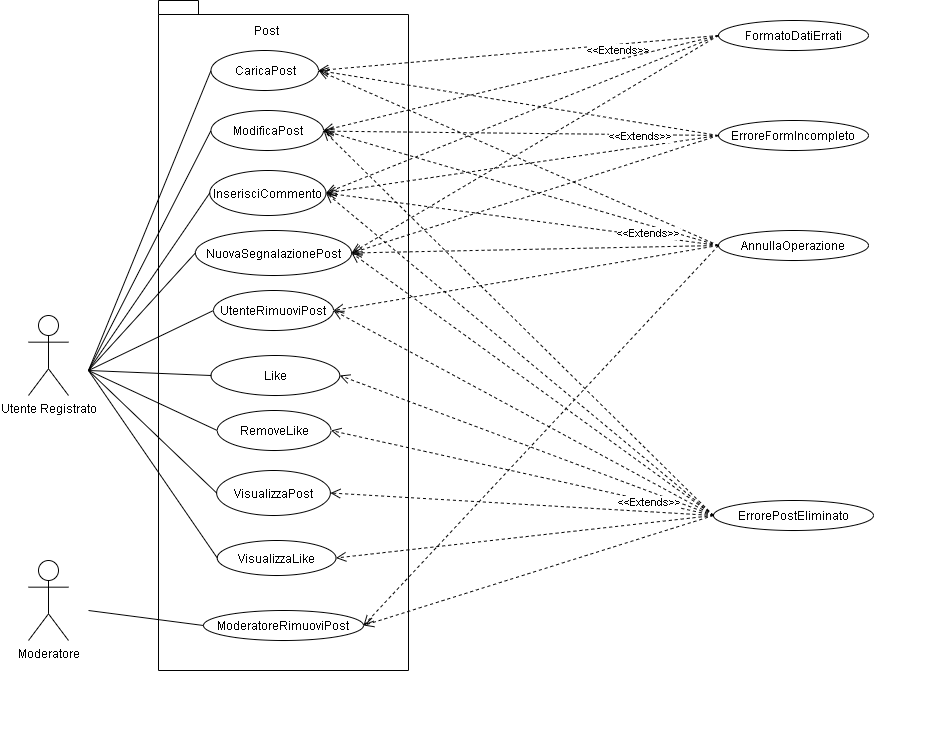 Post
CaricaPost
ModificaPost
InserisciCommento
NuovaSegnalazionePost
UtenteRimuoviPost
Like
RemoveLike
VisualizzaPost
VisualizzaLike
ModeratoreRimuoviPost
Utente Registrato
Moderatore
<<Extends>>
FormatoDatiErrati
<<Extends>>
ErroreFormIncompleto
<<Extends>>
AnnullaOperazione
<<Extends>>
ErrorePostEliminato